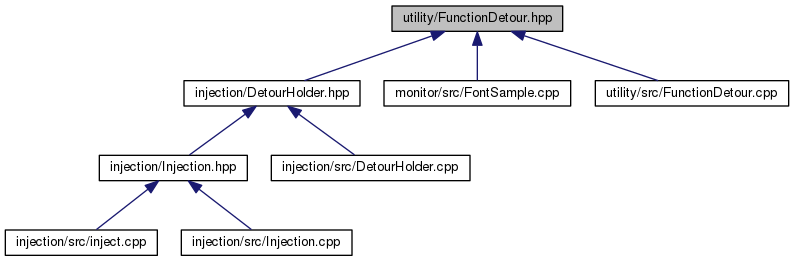 utility/FunctionDetour.hpp
injection/DetourHolder.hpp
monitor/src/FontSample.cpp
utility/src/FunctionDetour.cpp
injection/Injection.hpp
injection/src/DetourHolder.cpp
injection/src/inject.cpp
injection/src/Injection.cpp